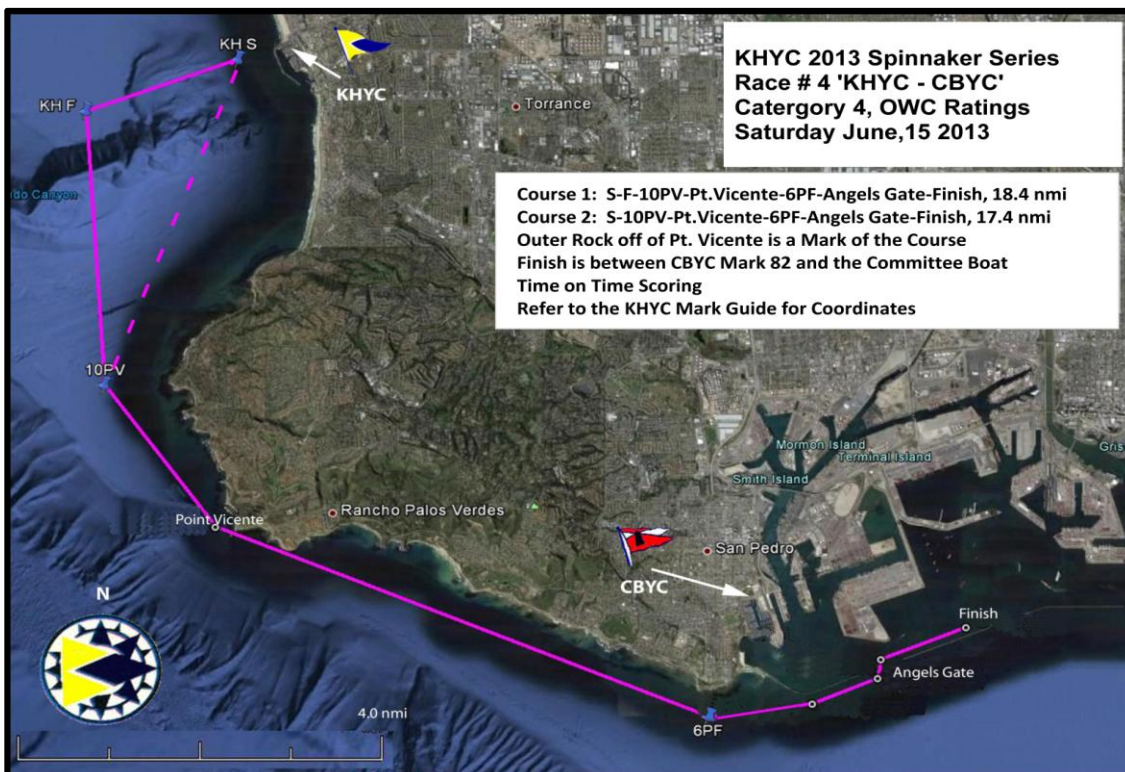 KH S
KH F
KHYC
Torrance
KHYC 2013 Spinnaker Series
Race # 4 'KHYC - CBYC'
Catergory 4, OWC Ratings
Saturday June,15 2013
do Canyon
Course 1:  S-F-10PV-Pt.Vicente-6PF-Angels Gate-Finish, 18.4 nmi
Course 2:  S-10PV-Pt.Vicente-6PF-Angels Gate-Finish, 17.4 nmi
Outer Rock off of Pt. Vicente is a Mark of the Course
Finish is between CBYC Mark 82 and the Committee Boat
Time on Time Scoring
Refer to the KHYC Mark Guide for Coordinates
10PV
Mormon Island
Terminal Island
Gris
Smith Island
Point Vicente
Rancho Palos Verdes
San Pedro
CBYC
N
Finish
Angels Gate
4.0 nmi
6PF